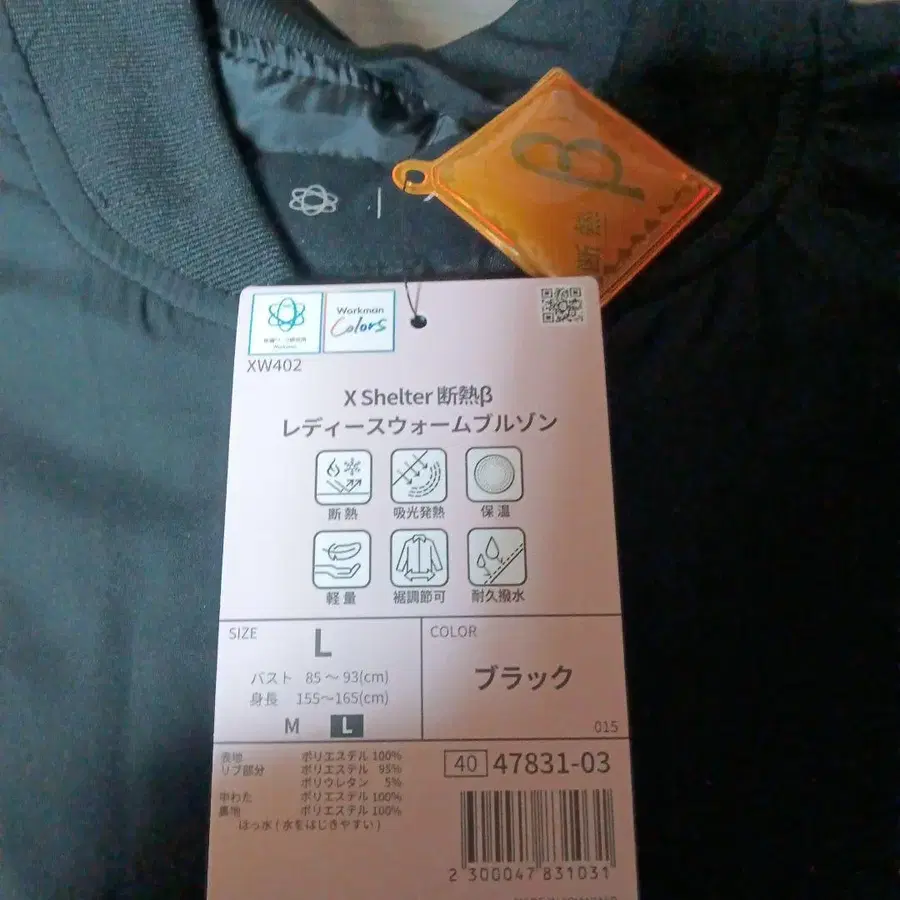 β
断熱
Workman
Colors
Workman
XW402
X Shelter 断熱β
レディースウォームブルゾン
断熱
吸光発熱
保温
軽量
裾調節可
耐久撥水
SIZE
L
バスト 85～93(cm)
身長 155～165(cm)
M L
COLOR
ブラック
015
表地 ポリエステル 100%
リブ部分 ポリエステル 95%
ポリウレタン 5%
中わた ポリエステル 100%
裏地 ポリエステル 100%
はっ水(水をはじきやすい)
40 47831-03
2 300047 831031